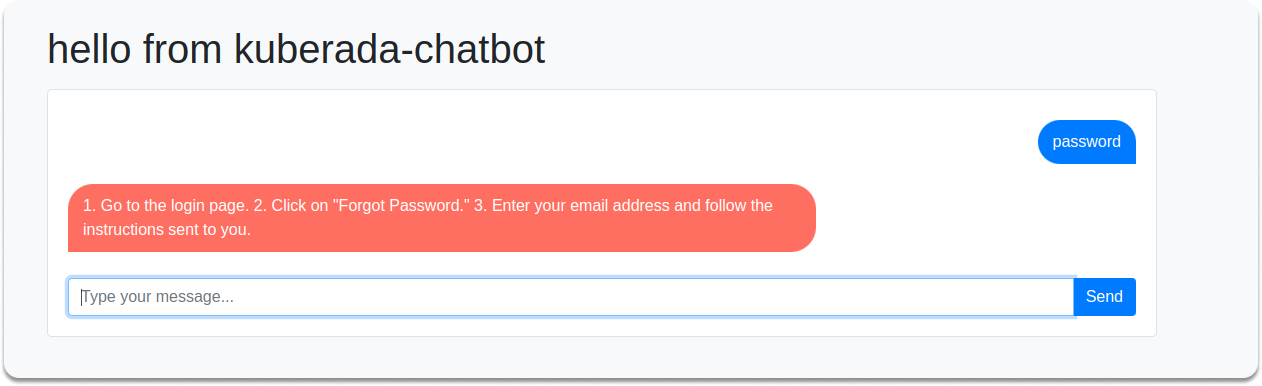 hello from kuberada-chatbot
password
1. Go to the login page. 2. Click on "Forgot Password." 3. Enter your email address and follow the
instructions sent to you.
Type your message...
Send